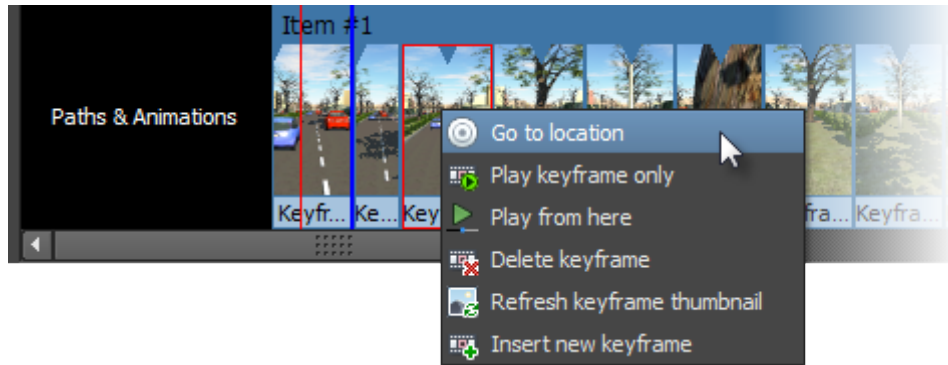 Item #1
Paths & Animations
Keyfr... Ke... Key fra... Keyfra...
Go to location
Play keyframe only
Play from here
Delete keyframe
Refresh keyframe thumbnail
Insert new keyframe